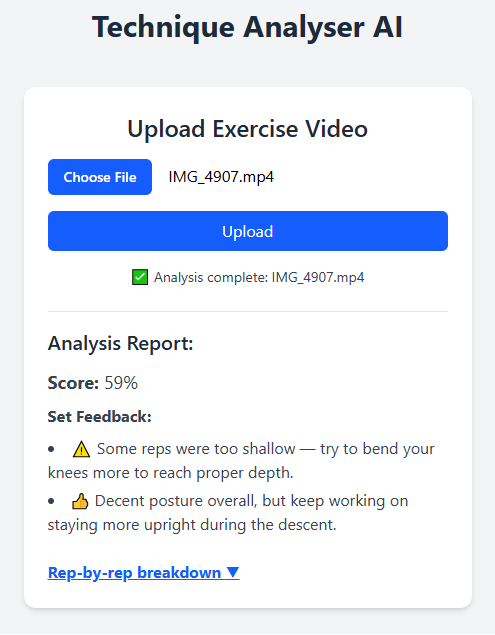 Technique Analyser AI
Upload Exercise Video
Choose File IMG_4907.mp4
Upload
✅ Analysis complete: IMG_4907.mp4
Analysis Report:
Score: 59%
Set Feedback:
• ⚠️ Some reps were too shallow — try to bend your
knees more to reach proper depth.
• 👍 Decent posture overall, but keep working on
staying more upright during the descent.
Rep-by-rep breakdown ▼